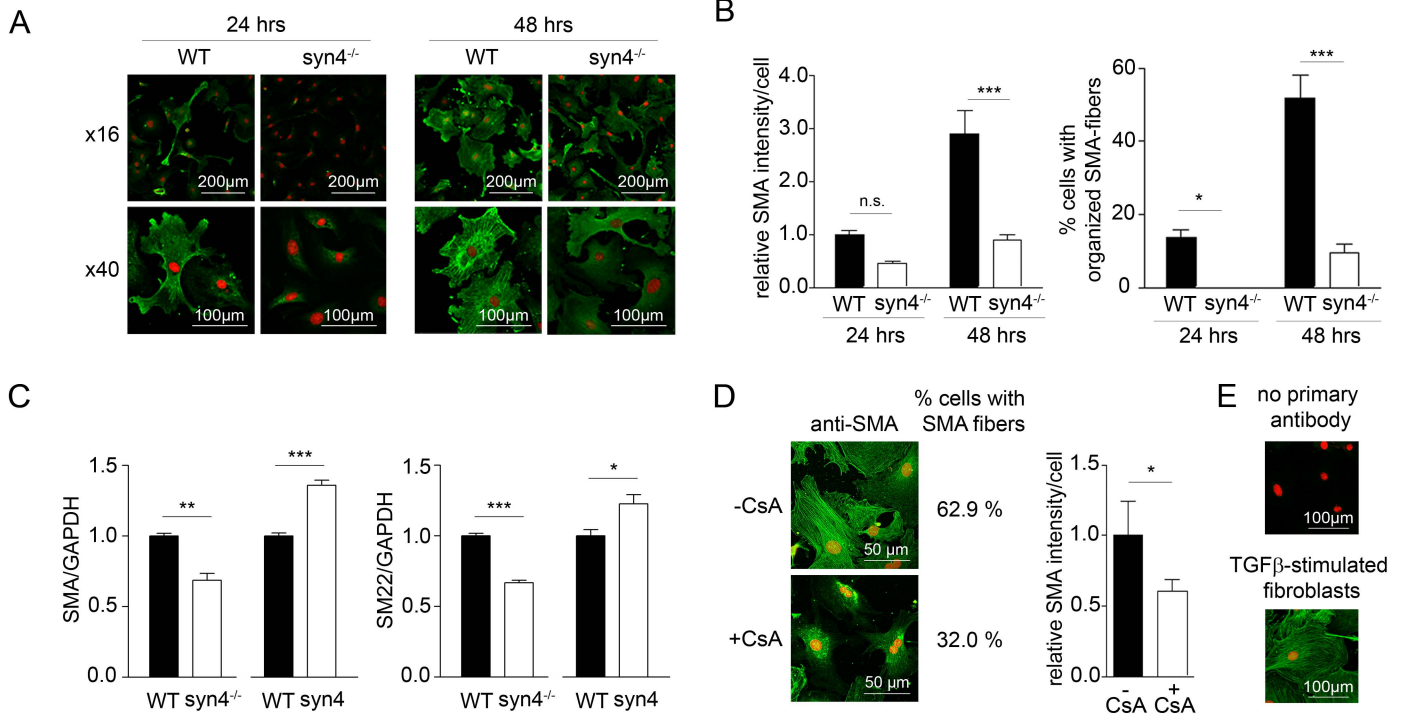 A
24 hrs
48 hrs
WT
syn4-/-
WT
syn4-/-
x16
200µm
200µm
200µm
200µm
x40
100µm
100µm
100µm
100µm
B
relative SMA intensity/cell
4.0
3.0
2.0
1.0
0.0
n.s.
***
WT syn4-/-
WT syn4-/-
24 hrs
48 hrs
% cells with
organized SMA-fibers
60
40
20
0
*
***
WT syn4-/-
WT syn4-/-
24 hrs
48 hrs
C
SMA/GAPDH
1.5
1.0
0.5
0.0
**
***
WT syn4-/-
WT syn4
SM22/GAPDH
1.5
1.0
0.5
0.0
***
*
WT syn4-/-
WT syn4
D
anti-SMA
% cells with
SMA fibers
-CsA
50 µm
62.9 %
+CsA
50 µm
32.0 %
relative SMA intensity/cell
1.5
1.0
0.5
0.0
*
- +
CsA CsA
E
no primary
antibody
100µm
TGFβ-stimulated
fibroblasts
100µm